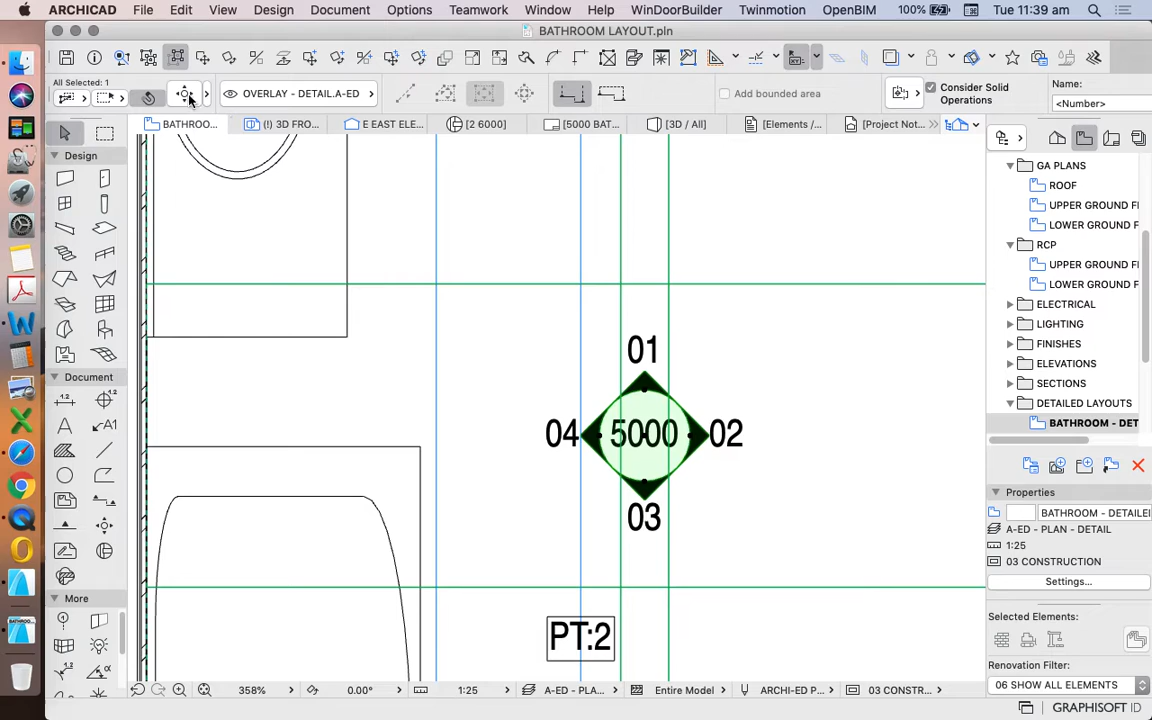 ARCHICAD File Edit View Design Document Options Teamwork Window Help WinDoorBuilder Twinmotion OpenBIM 100% Tue 11:39 am
BATHROOM LAYOUT.pln
All Selected: 1
OVERLAY - DETAIL.A-ED
Add bounded area
Consider Solid Operations
Name:
<Number>
BATHROO...
(!) 3D FRO...
E EAST ELE...
[2 6000]
[5000 BAT...
[3D / All]
[Elements /...
[Project Not...
Design
Document
More
01
04 5000 02
03
PT:2
GA PLANS
ROOF
UPPER GROUND F
LOWER GROUND F
RCP
UPPER GROUND F
LOWER GROUND F
ELECTRICAL
LIGHTING
FINISHES
ELEVATIONS
SECTIONS
DETAILED LAYOUTS
BATHROOM - DET
Properties
BATHROOM - DETAILE
A-ED - PLAN - DETAIL
1:25
03 CONSTRUCTION
Settings...
Selected Elements:
Renovation Filter:
06 SHOW ALL ELEMENTS
358% 0.00° 1:25 A-ED - PLA... Entire Model ARCHI-ED P... 03 CONSTR...
GRAPHISOFT ID